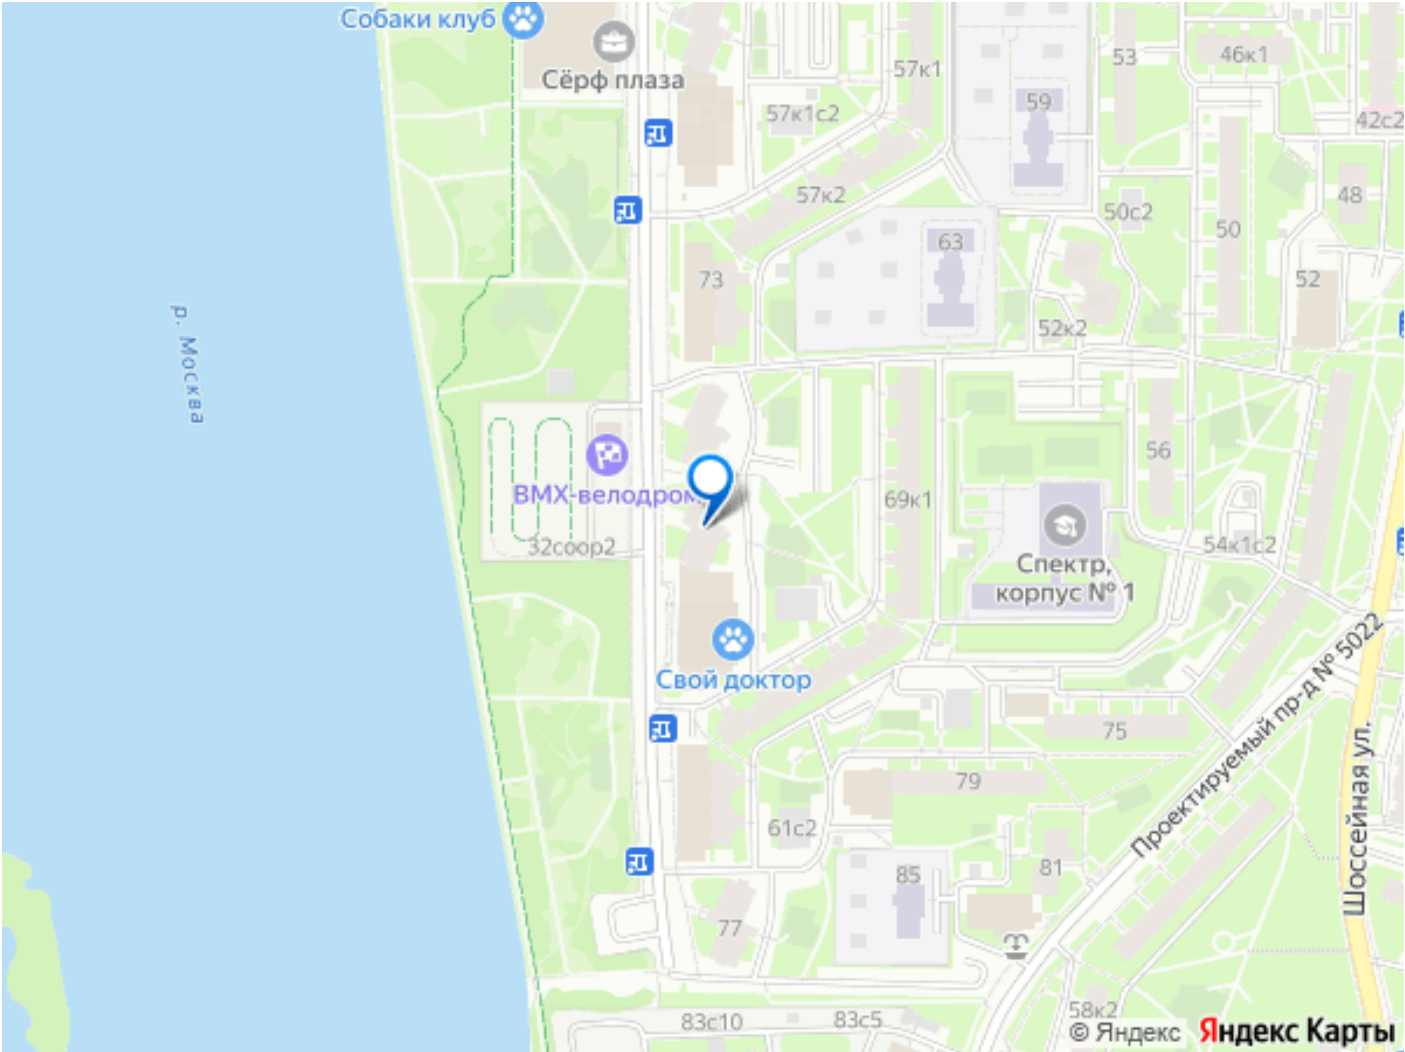 Собаки клуб
Сёрф плаза
57к1
53
46к1
57к1с2
59
42с2
57к2
50с2
48
50
63
73
52
52к2
р. Москва
56
BMX-велодром
69к1
32соор2
54к1с2
Спектр,
корпус № 1
Свой доктор
Проектируемый пр-д № 5022
75
Шоссейная ул.
79
61с2
81
85
77
58к2
83с10
83с5
© Яндекс
Яндекс Карты